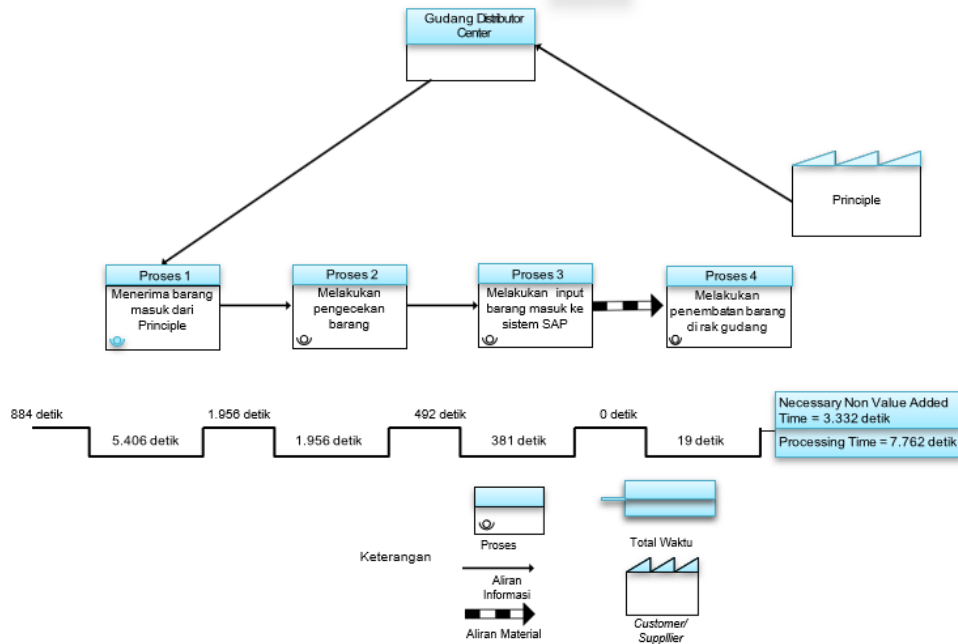 Gudang Distributor
Center
Principle
Proses 1
Menerima barang
masuk dari
Principle
Proses 2
Melakukan
pengecekan
barang
Proses 3
Melakukan input
barang masuk ke
sistem SAP
Proses 4
Melakukan
penembatan barang
di rak gudang
884 detik
5.406 detik
1.956 detik
1.956 detik
492 detik
381 detik
0 detik
19 detik
Necessary Non Value Added
Time = 3.332 detik
Processing Time = 7.762 detik
Keterangan
Proses
Total Waktu
Aliran
Informasi
Aliran Material
Customer/
Suppllier